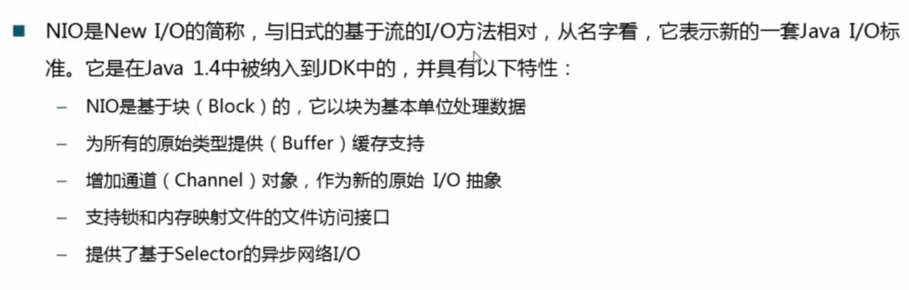 ■ NIO是New I/O的简称，与旧式的基于流的I/O方法相对，从名字看，它表示新的一套Java I/O标
准。它是在Java 1.4中被纳入到JDK中的，并具有以下特性：
– NIO是基于块（Block）的，它以块为基本单位处理数据
– 为所有的原始类型提供（Buffer）缓存支持
– 增加通道（Channel）对象，作为新的原始 I/O 抽象
– 支持锁和内存映射文件的文件访问接口
– 提供了基于Selector的异步网络I/O